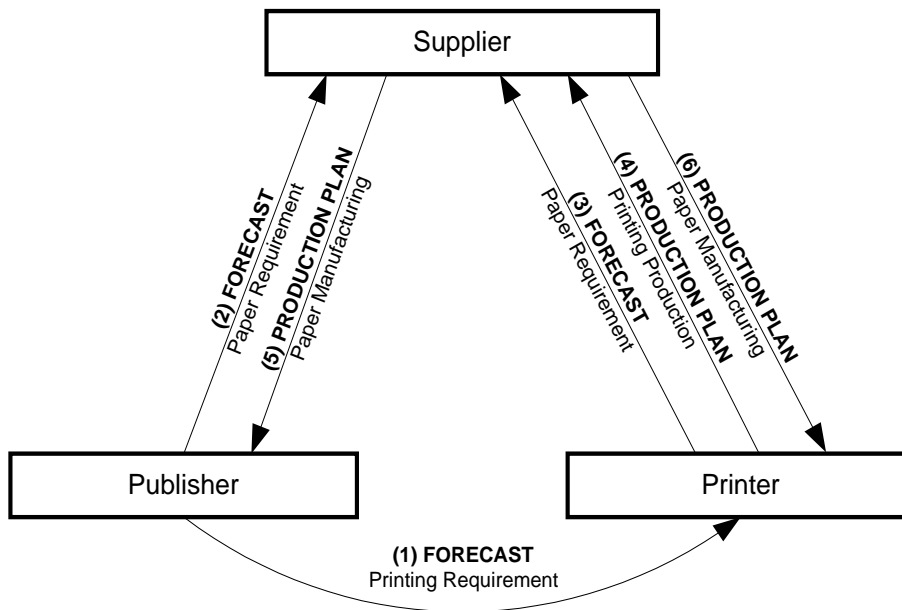 Supplier
(2) FORECAST
Paper Requirement
(5) PRODUCTION PLAN
Paper Manufacturing
(3) FORECAST
Paper Requirement
(4) PRODUCTION PLAN
Printing Production
(6) PRODUCTION PLAN
Paper Manufacturing
Publisher
Printer
(1) FORECAST
Printing Requirement